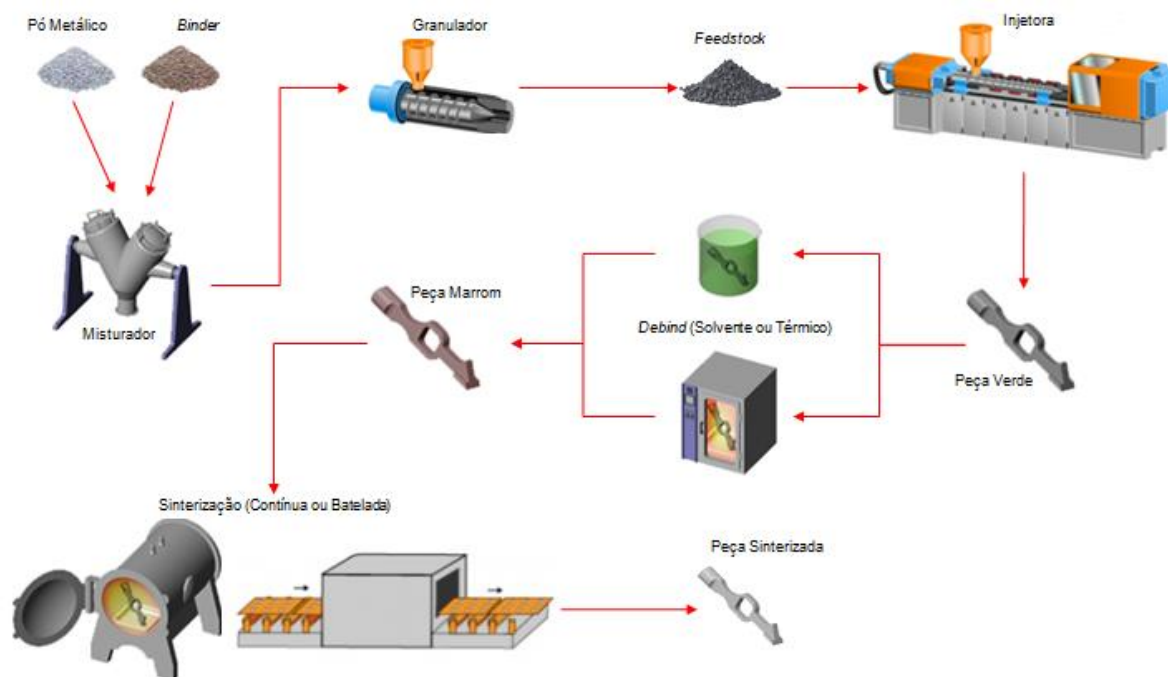 Pó Metálico
Binder
Granulador
Feedstock
Injetora
Misturador
Peça Marrom
Debind (Solvente ou Térmico)
Peça Verde
Sinterização (Contínua ou Batelada)
Peça Sinterizada